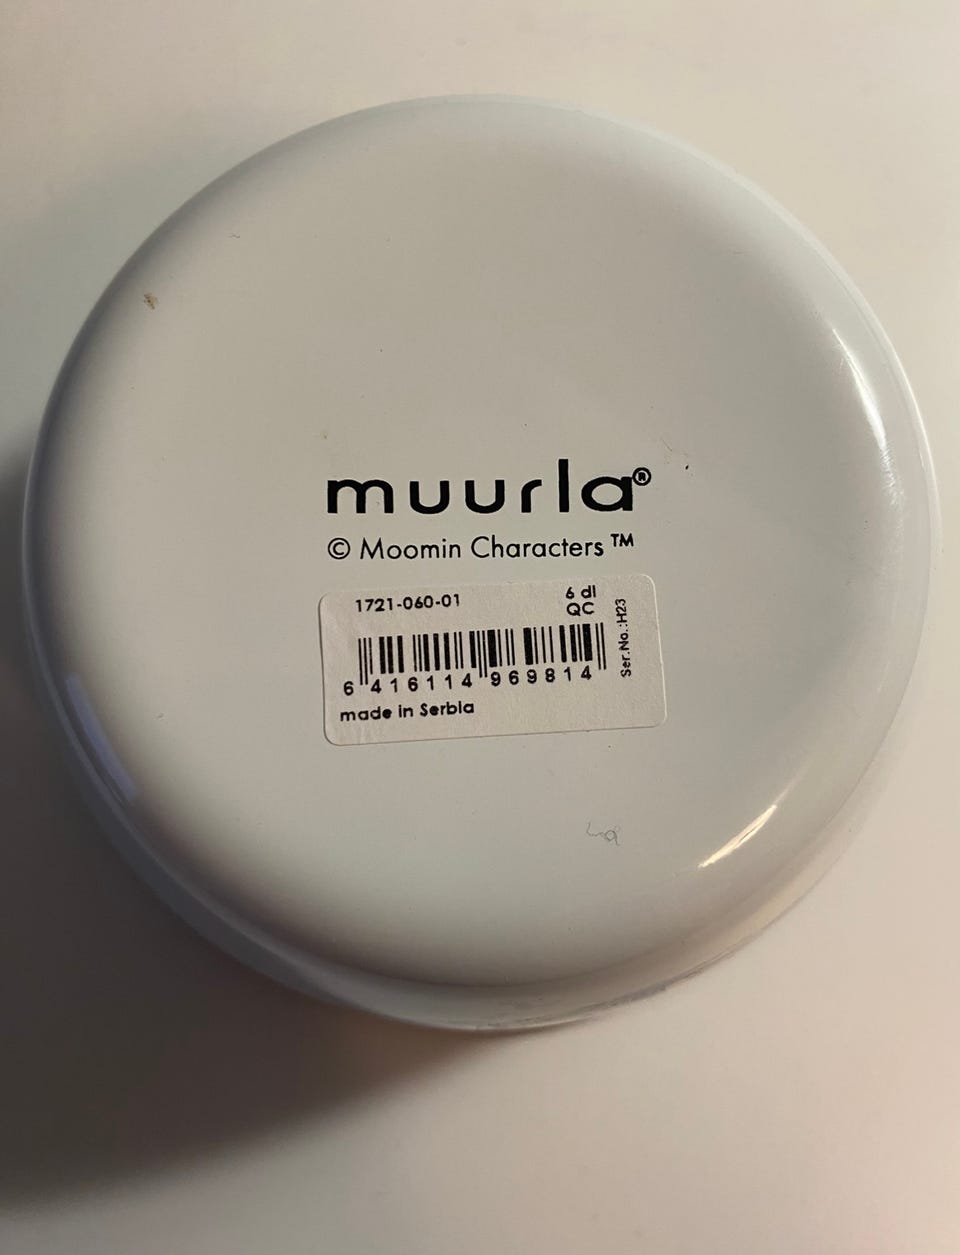 muurla®
© Moomin Characters™
1721-060-01 6 dl
QC
Ser.No.:H23
6 416114 969814
made in Serbia